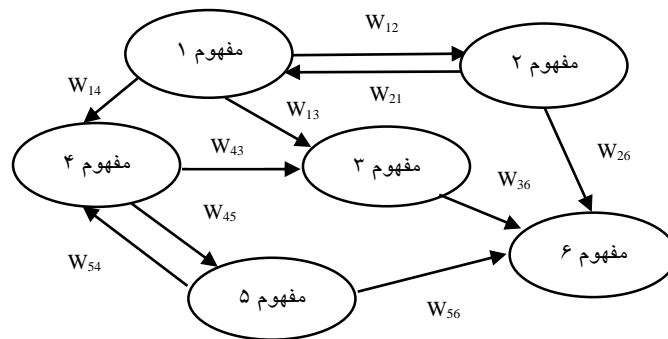 W12
مفهوم ۱
مفهوم ۲
W14
W21
W13
W43
W26
مفهوم ۴
مفهوم ۳
W36
W45
W54
مفهوم ۶
مفهوم ۵
W56